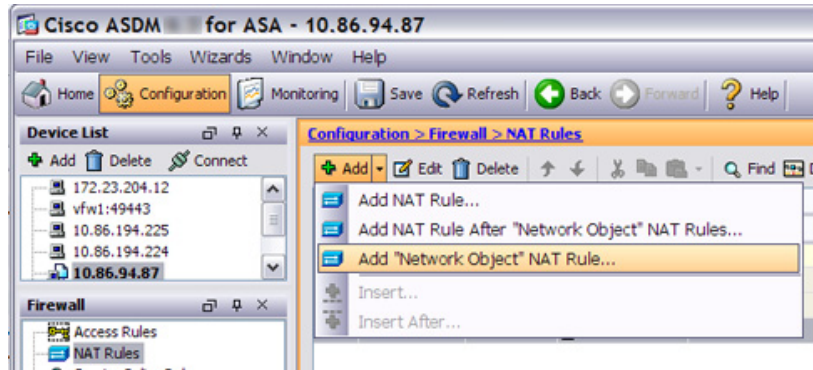 Cisco ASDM for ASA - 10.86.94.87
File View Tools Wizards Window Help
Home Configuration Monitoring Save Refresh Back Forward Help
Device List
Add Delete Connect
172.23.204.12
vfw1:49443
10.86.194.225
10.86.194.224
10.86.94.87
Firewall
Access Rules
NAT Rules
Configuration > Firewall > NAT Rules
Add Edit Delete Find
Add NAT Rule...
Add NAT Rule After "Network Object" NAT Rules...
Add "Network Object" NAT Rule...
Insert...
Insert After...